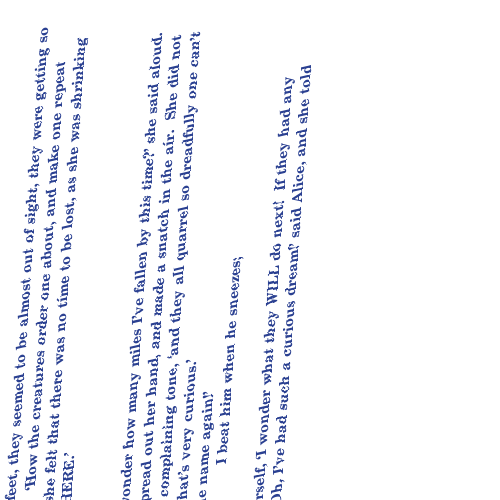 feet, they seemed to be almost out of sight, they were getting so
'How the creatures order one about, and make one repeat
she felt that there was no time to be lost, as she was shrinking
HERE.'
wonder how many miles I've fallen by this time?' she said aloud.
spread out her hand, and made a snatch in the air. She did not
complaining tone, 'and they all quarrel so dreadfully one can't
that's very curious.'
name again!'
I beat him when he sneezes;
'I wonder what they WILL do next! If they had any
Oh, I've had such a curious dream!' said Alice, and she told